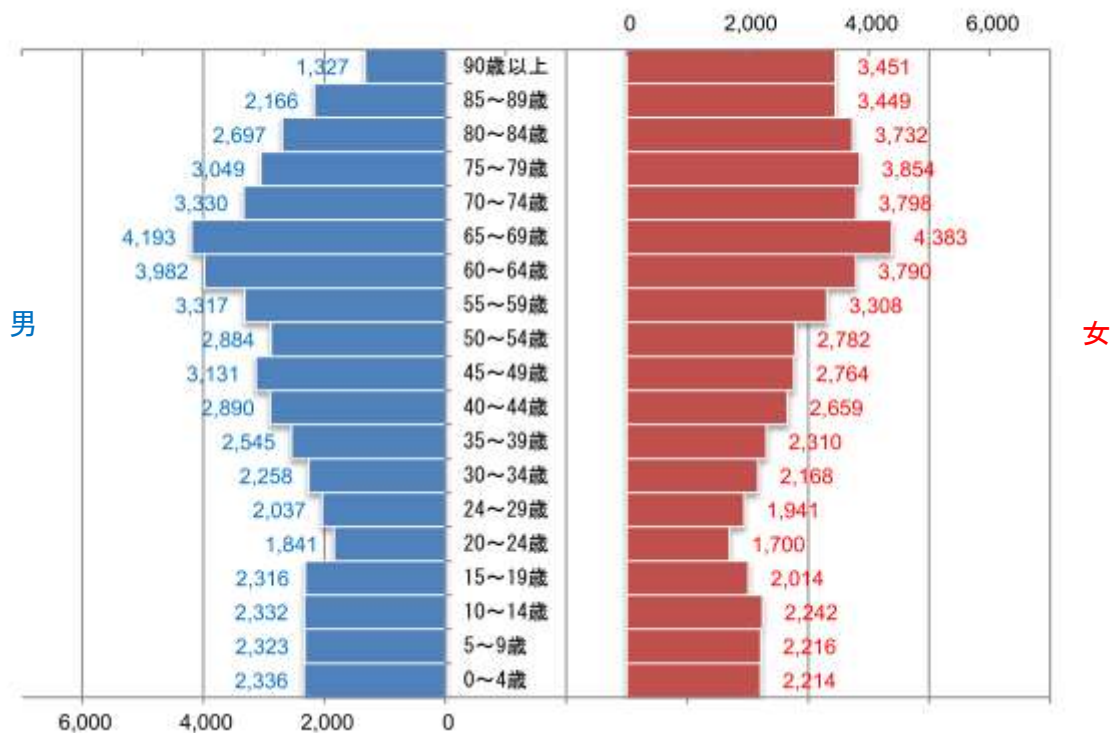 0 2,000 4,000 6,000
1,327 90歳以上 3,451
2,166 85～89歳 3,449
2,697 80～84歳 3,732
3,049 75～79歳 3,854
3,330 70～74歳 3,798
4,193 65～69歳 4,383
3,982 60～64歳 3,790
3,317 55～59歳 3,308
男
2,884 50～54歳 2,782
女
3,131 45～49歳 2,764
2,890 40～44歳 2,659
2,545 35～39歳 2,310
2,258 30～34歳 2,168
2,037 24～29歳 1,941
1,841 20～24歳 1,700
2,316 15～19歳 2,014
2,332 10～14歳 2,242
2,323 5～9歳 2,216
2,336 0～4歳 2,214
6,000 4,000 2,000 0